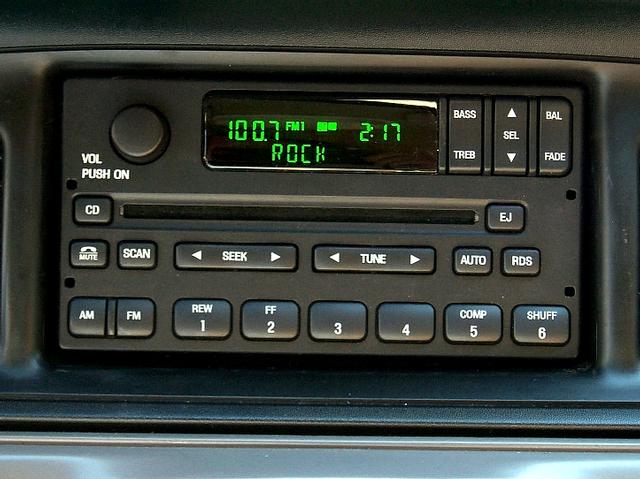 100.7 FM1 2:17
ROCK
BASS
TREB
SEL
BAL
FADE
VOL
PUSH ON
CD
EJ
MUTE
SCAN
SEEK
TUNE
AUTO
RDS
AM
FM
REW
1
FF
2
3
4
COMP
5
SHUFF
6